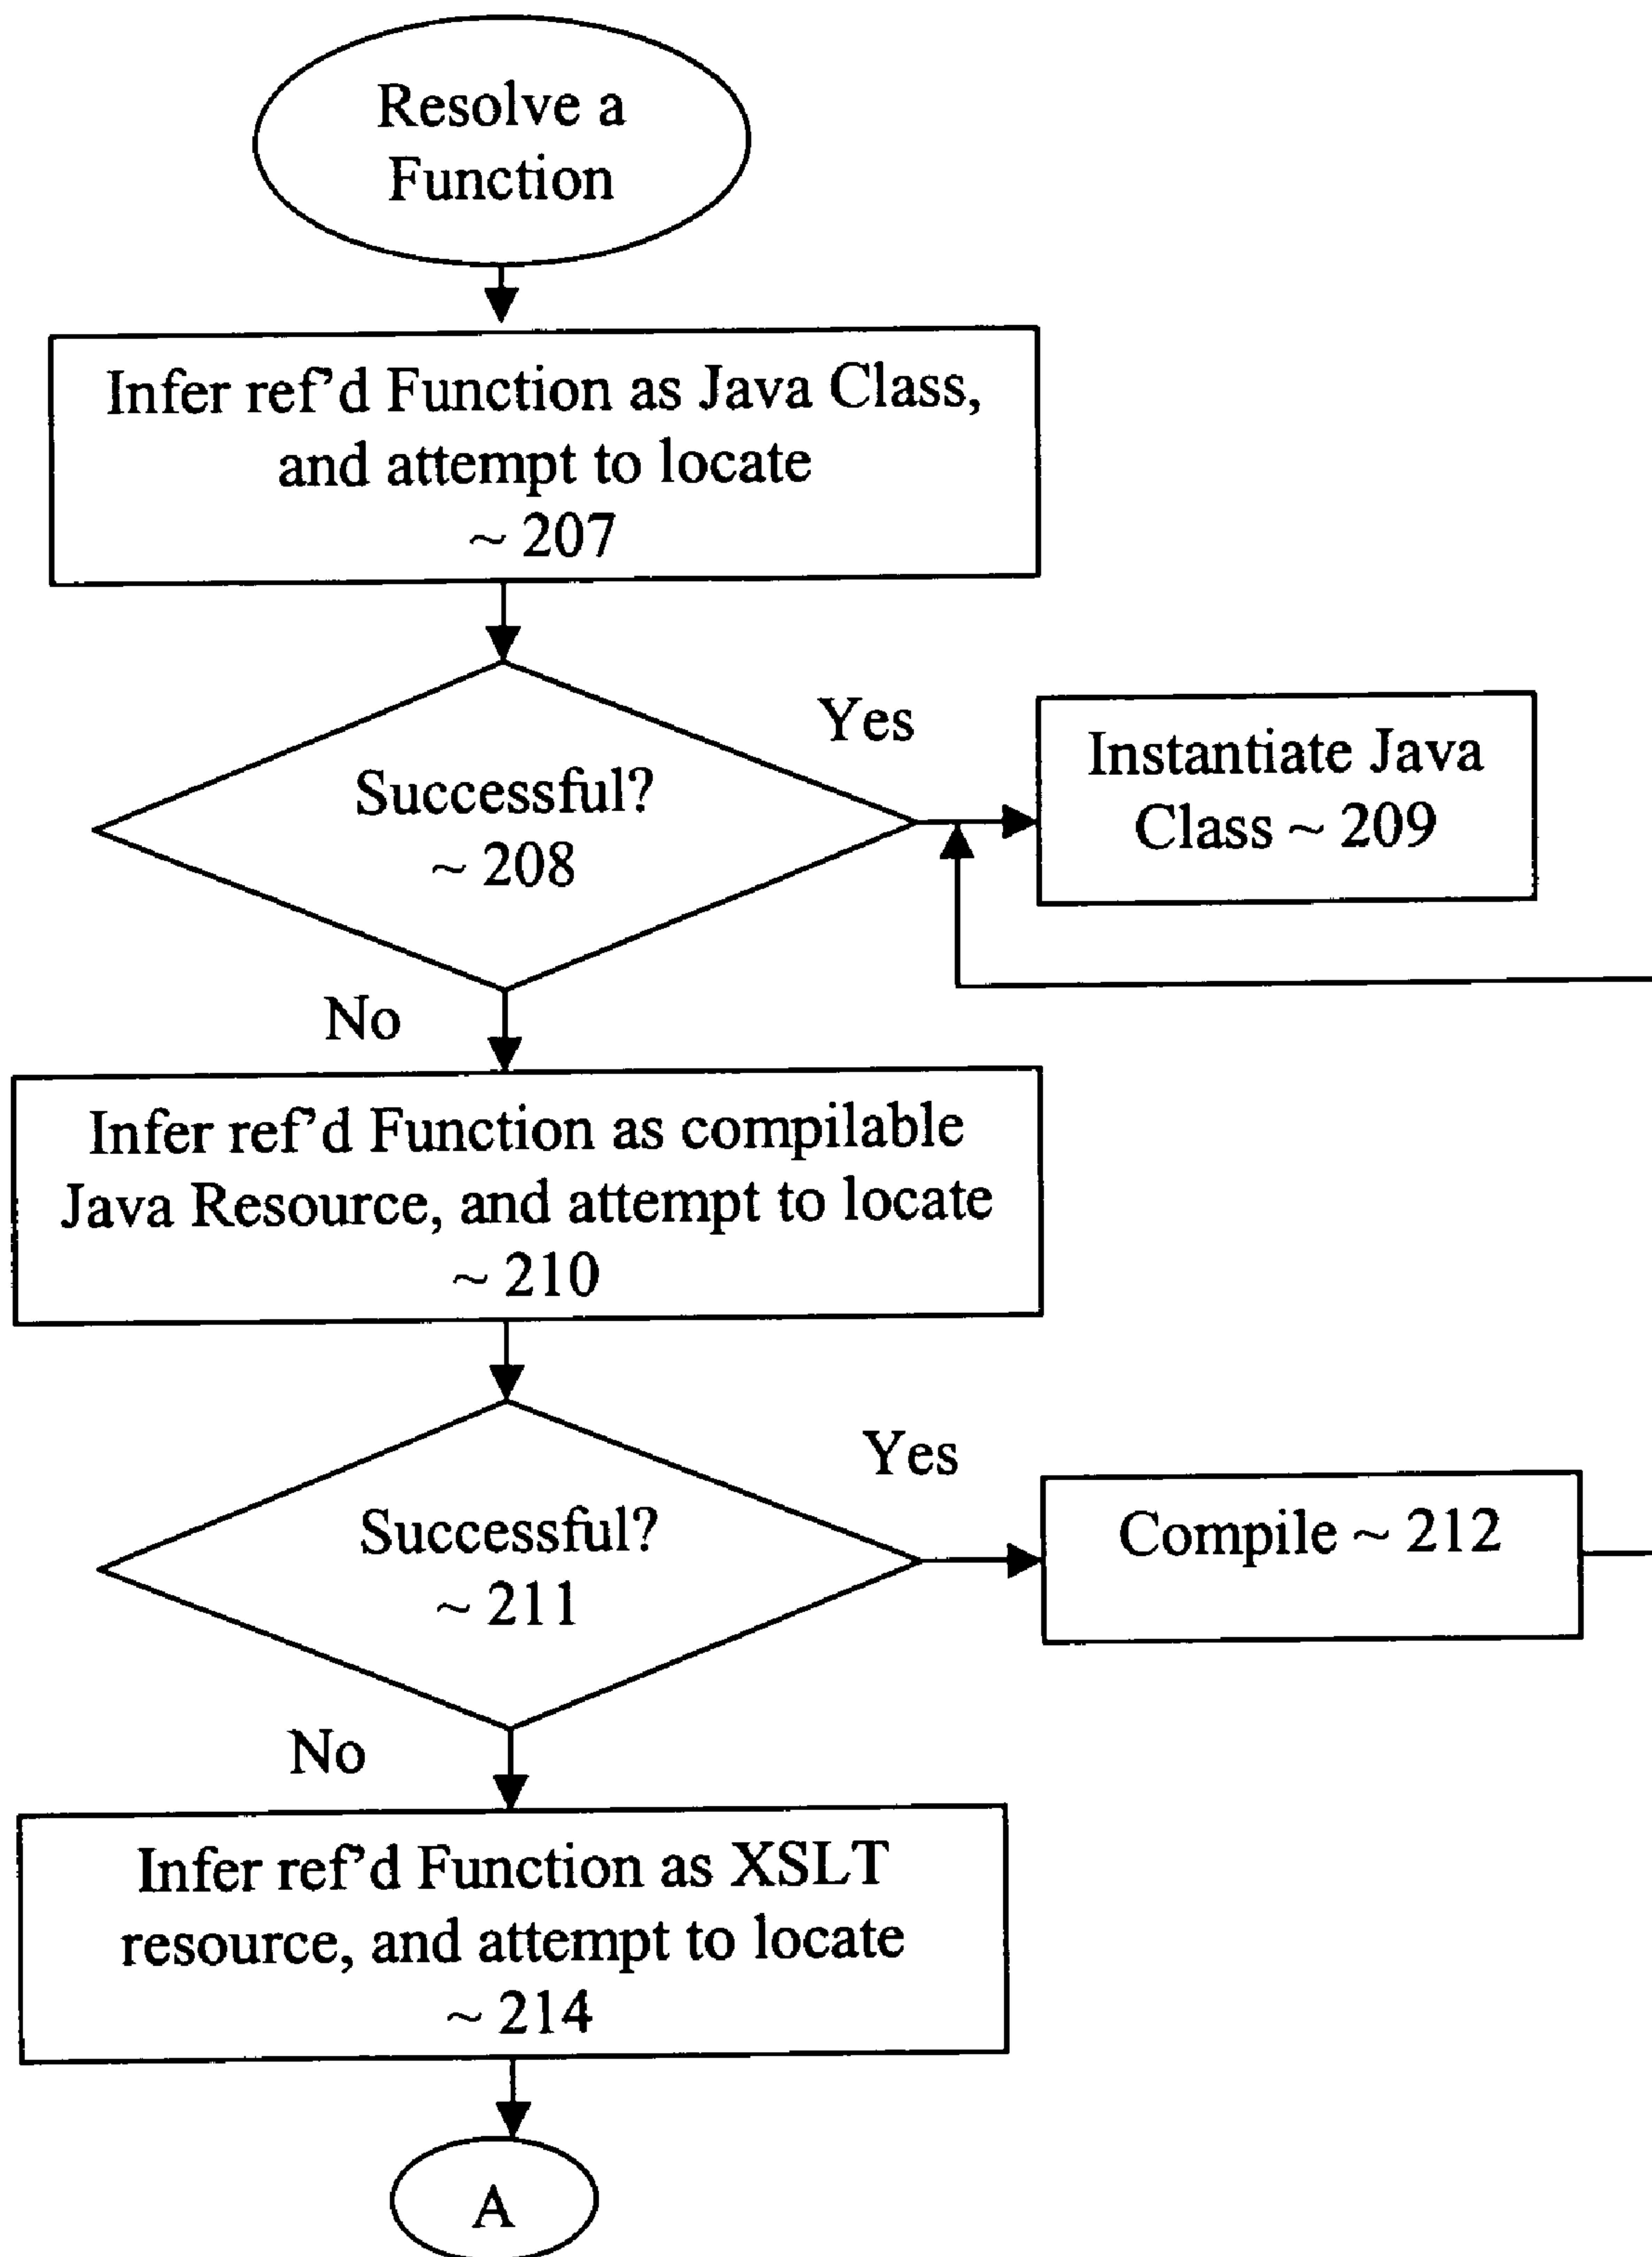 Resolve a
Function
Infer ref’d Function as Java Class,
and attempt to locate
~ 207
Yes
Successful?
~ 208
Instantiate Java
Class ~ 209
No
Infer ref’d Function as compilable
Java Resource, and attempt to locate
~ 210
Yes
Successful?
~ 211
Compile ~ 212
No
Infer ref’d Function as XSLT
resource, and attempt to locate
~ 214
A